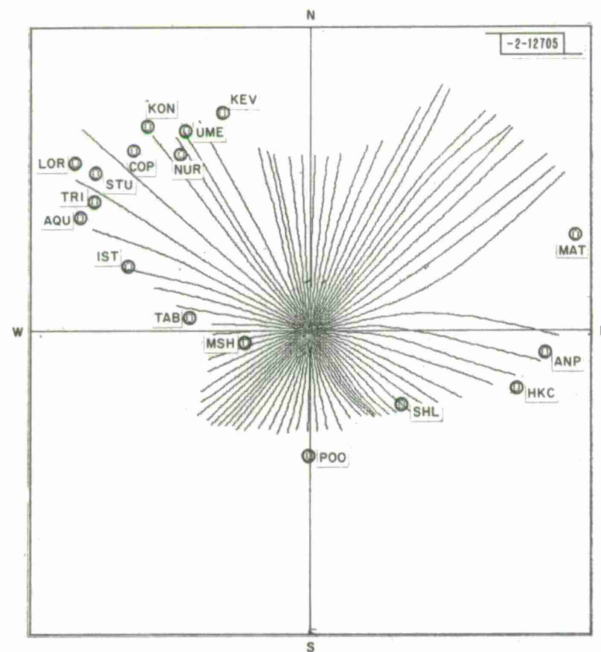 N
-2-12705
KEV
KON
UME
COP
NUR
LOR
STU
TRI
AQU
MAT
IST
TAB
W
MSH
ANP
HKC
SHL
POO
S